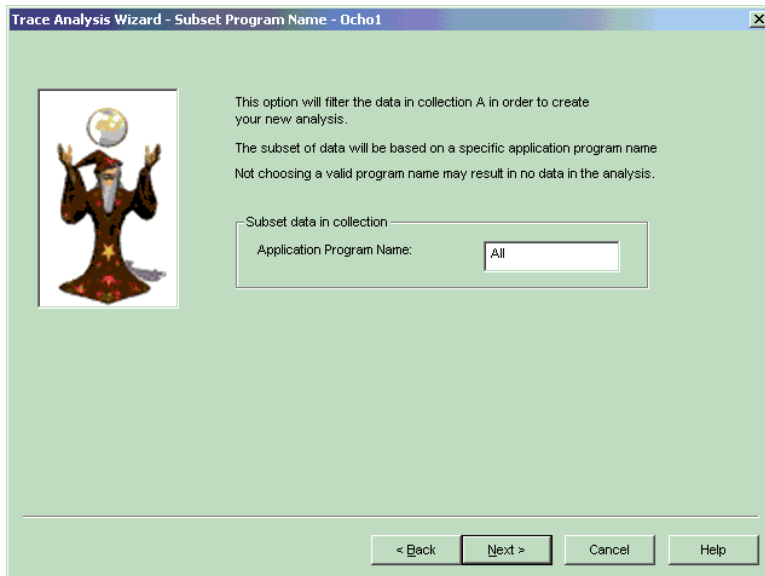 Trace Analysis Wizard - Subset Program Name - Ocho1
This option will filter the data in collection A in order to create
your new analysis.
The subset of data will be based on a specific application program name
Not choosing a valid program name may result in no data in the analysis.
Subset data in collection
Application Program Name: All
< Back Next > Cancel Help